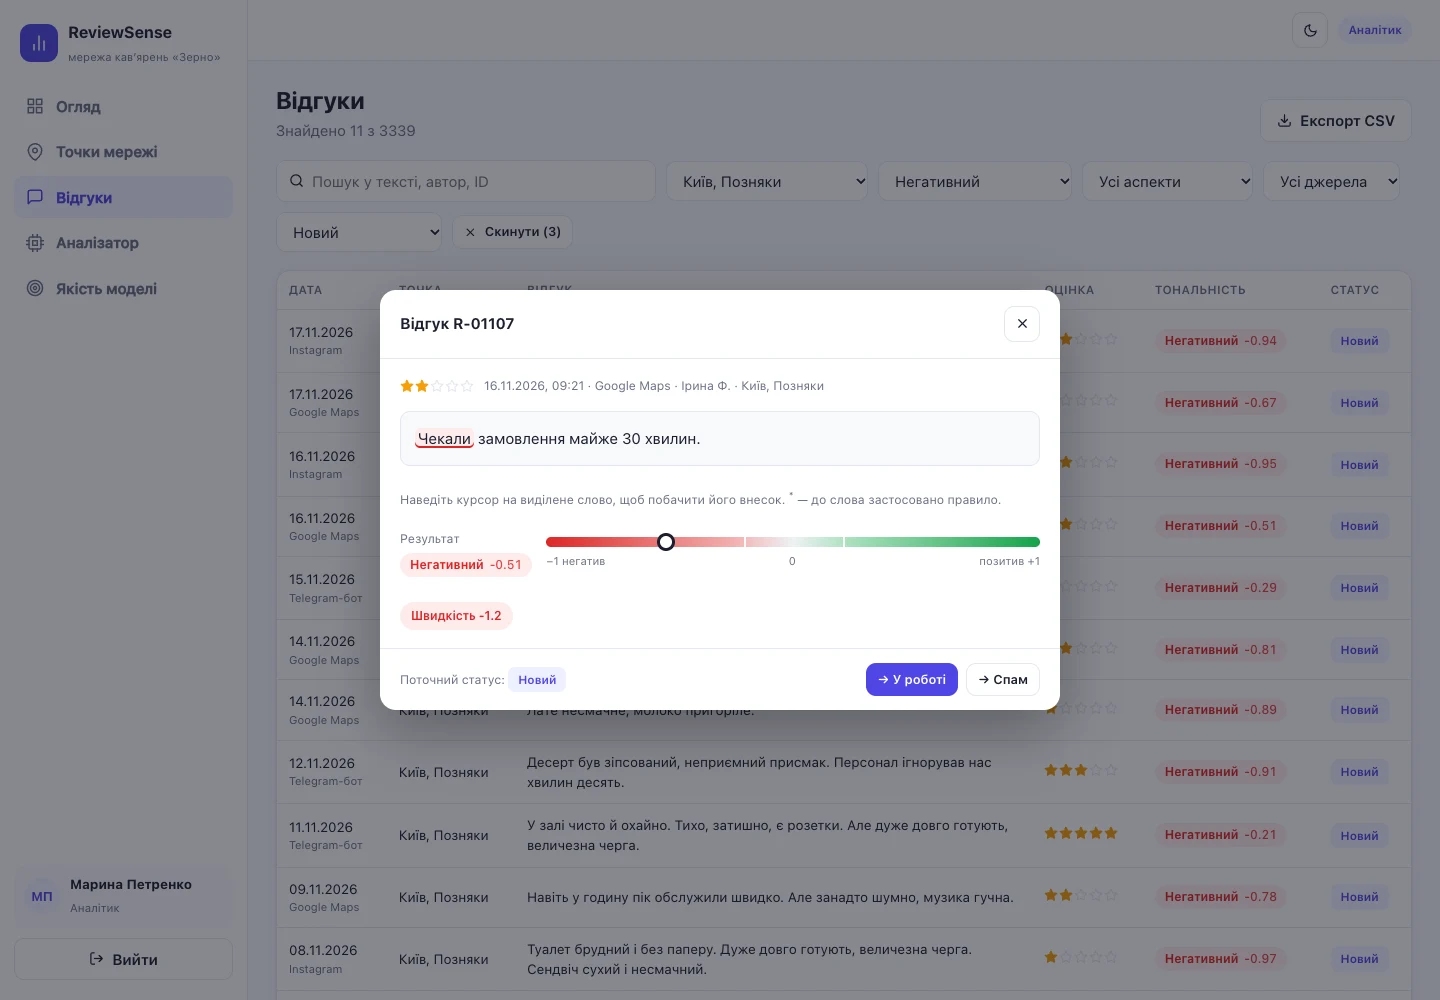 ReviewSense
мережа кав'ярень «Зерно»
Огляд
Точки мережі
Відгуки
Аналізатор
Якість моделі
МП
Марина Петренко
Аналітик
Вийти
Аналітик
Відгуки
Знайдено 11 з 3339
Експорт CSV
Пошук у тексті, автор, ID
Київ, Позняки
Негативний
Усі аспекти
Усі джерела
Новий
Скинути (3)
ДАТА ТОЧКА ВІДГУК ОЦІНКА ТОНАЛЬНІСТЬ СТАТУС
17.11.2026
Instagram
Негативний -0.94
Новий
17.11.2026
Google Maps
Негативний -0.67
Новий
16.11.2026
Instagram
Негативний -0.95
Новий
16.11.2026
Google Maps
Негативний -0.51
Новий
15.11.2026
Telegram-бот
Негативний -0.29
Новий
14.11.2026
Google Maps
Негативний -0.81
Новий
14.11.2026
Google Maps
Київ, Позняки
Лате несмачне, молоко пригоріле.
Негативний -0.89
Новий
12.11.2026
Telegram-бот
Київ, Позняки
Десерт був зіпсований, неприємний присмак. Персонал ігнорував нас
хвилин десять.
Негативний -0.91
Новий
11.11.2026
Telegram-бот
Київ, Позняки
У залі чисто й охайно. Тихо, затишно, є розетки. Але дуже довго готують,
величезна черга.
Негативний -0.21
Новий
09.11.2026
Google Maps
Київ, Позняки
Навіть у годину пік обслужили швидко. Але занадто шумно, музика гучна.
Негативний -0.78
Новий
08.11.2026
Instagram
Київ, Позняки
Туалет брудний і без паперу. Дуже довго готують, величезна черга.
Сендвіч сухий і несмачний.
Негативний -0.97
Новий
Відгук R-01107
16.11.2026, 09:21 · Google Maps · Ірина Ф. · Київ, Позняки
Чекали замовлення майже 30 хвилин.
Наведіть курсор на виділене слово, щоб побачити його внесок. * — до слова застосовано правило.
Результат
Негативний -0.51
−1 негатив 0 позитив +1
Швидкість -1.2
Поточний статус: Новий
→ У роботі
→ Спам